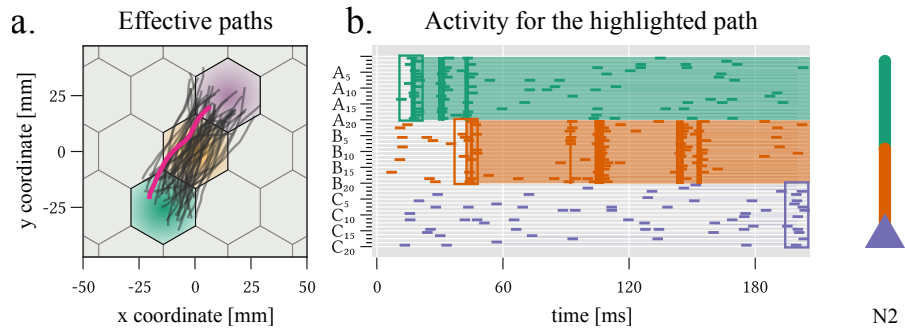 a.
Effective paths
y coordinate [mm]
25
0
-25
-50
-25
0
25
50
x coordinate [mm]
b.
Activity for the highlighted path
A5
A10
A15
A20
B5
B10
B15
B20
C5
C10
C15
C20
0
60
120
180
time [ms]
N2